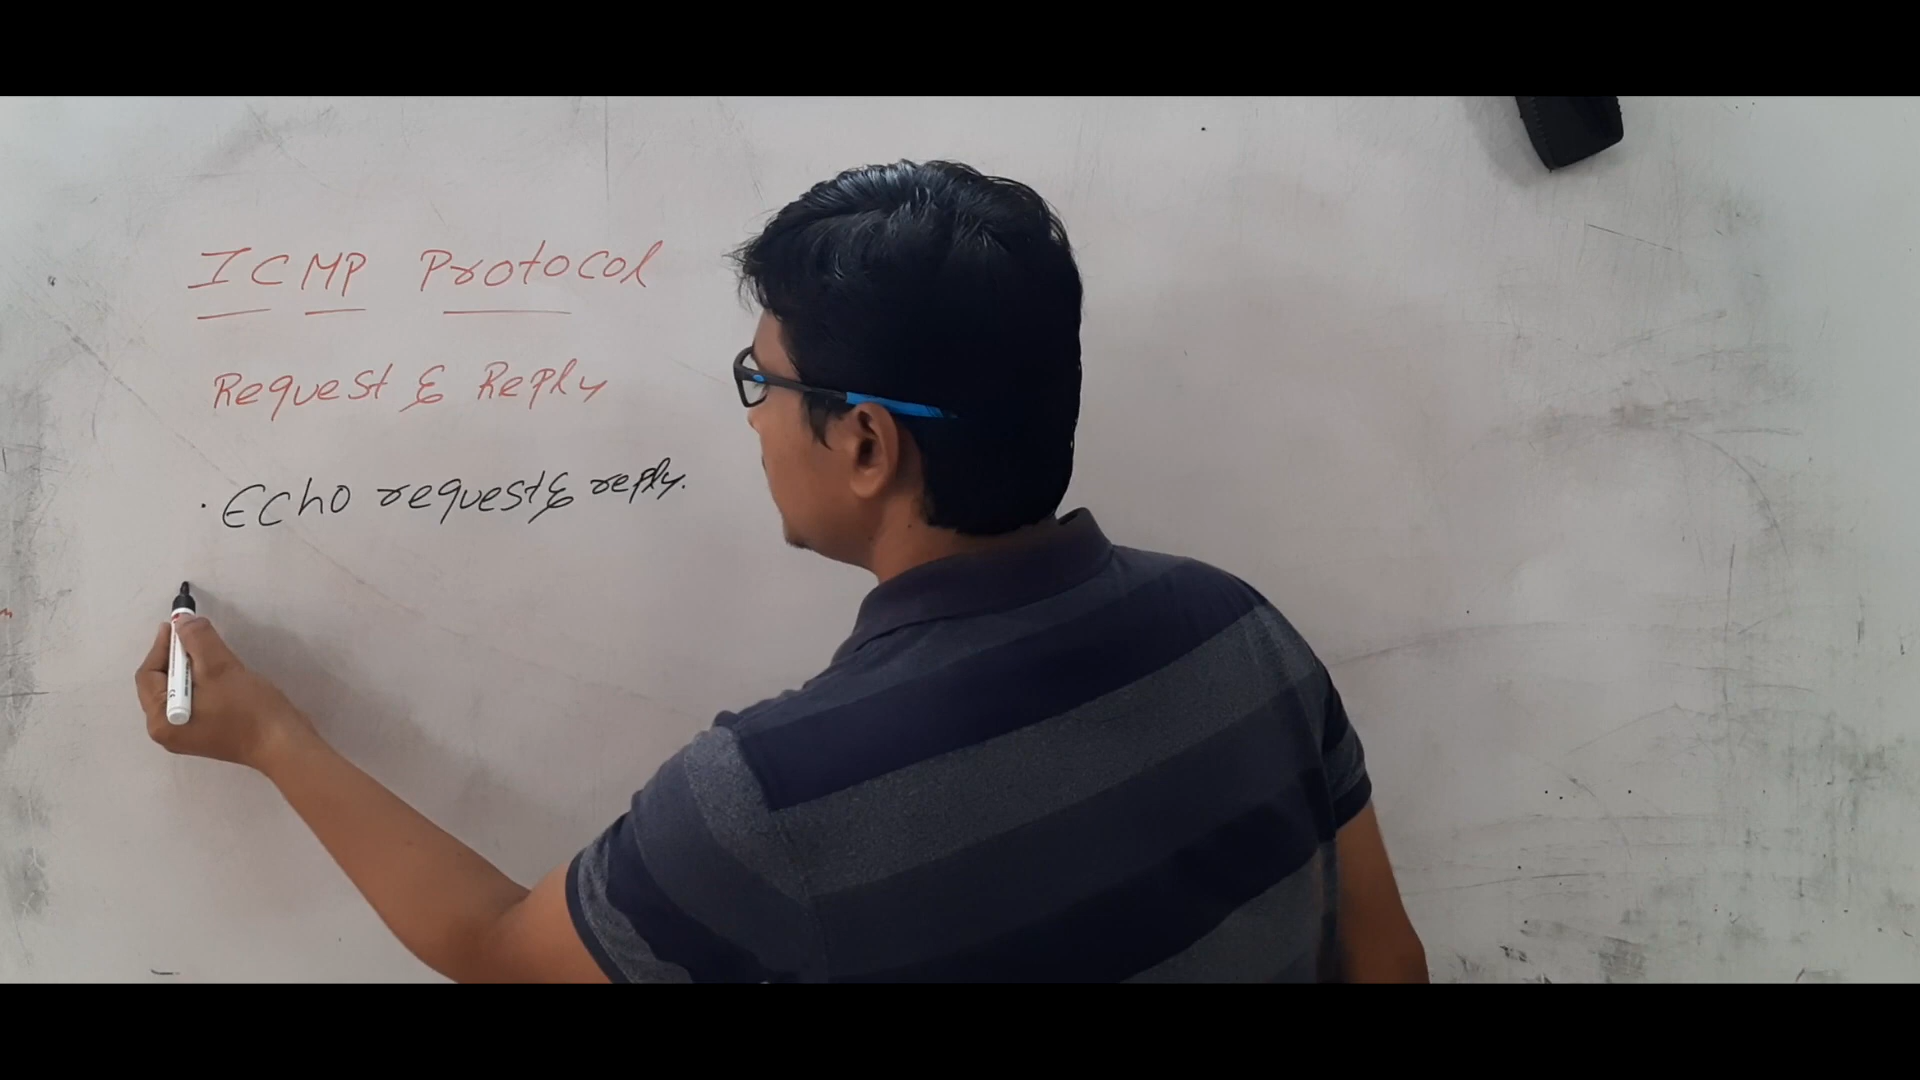 ICMP Protocol
Request & Reply
· Echo request & reply.